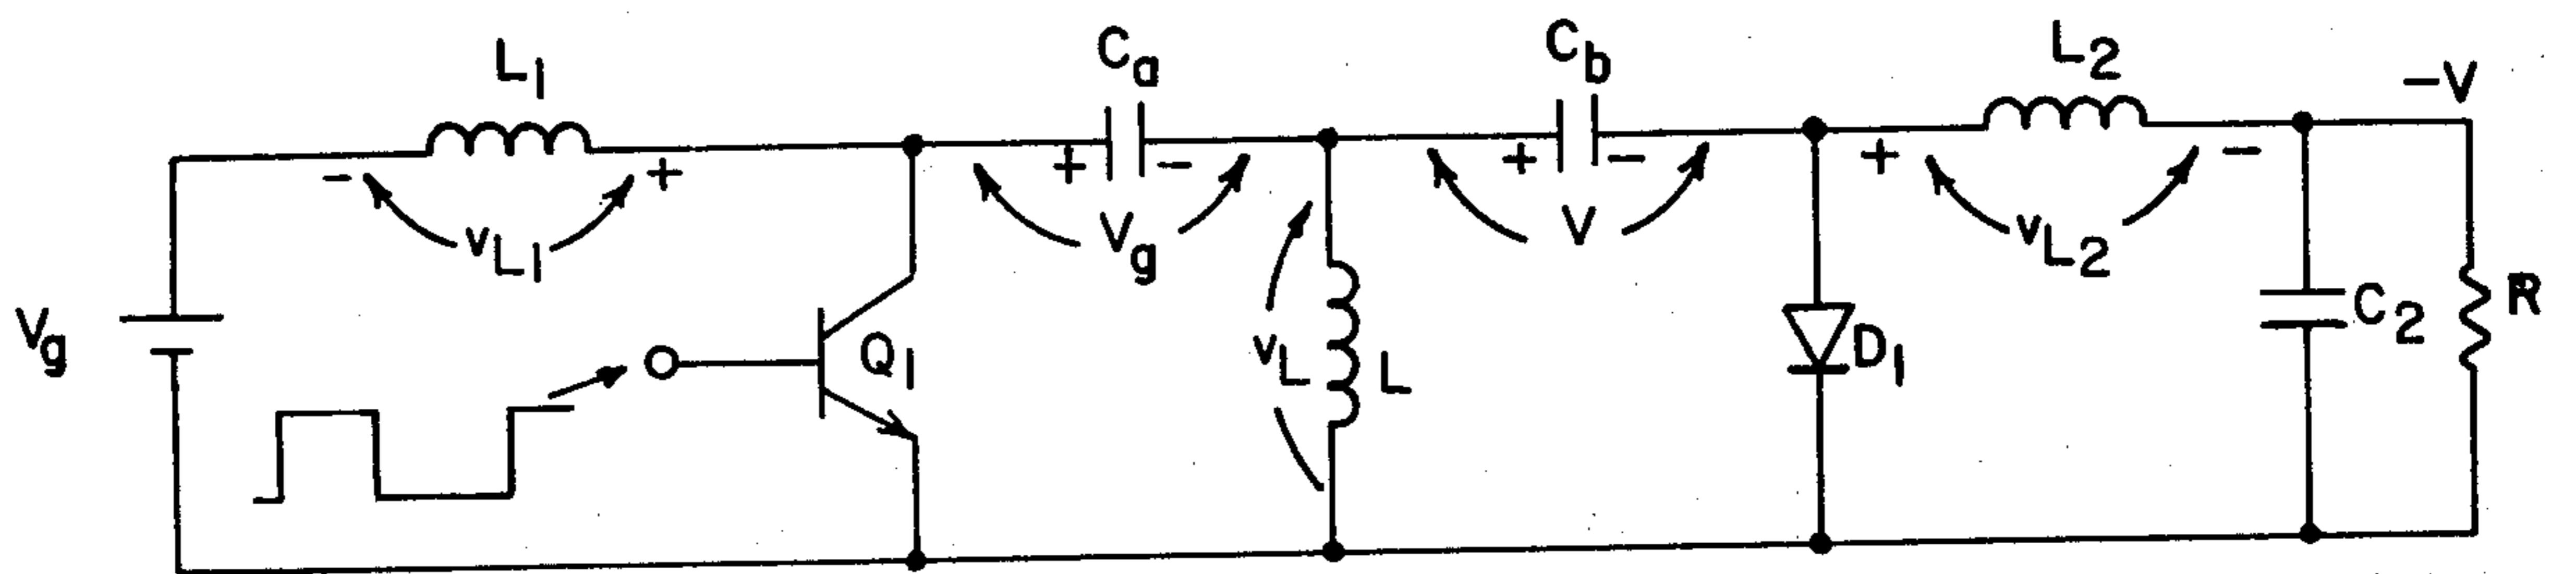 L1
Ca
Cb
L2
-V
- vL1 +
+ Vg -
+ V -
+ vL2 -
Vg
Q1
vL
L
D1
C2
R